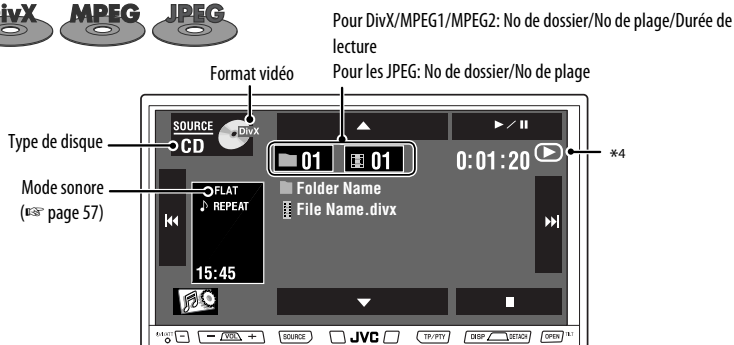 DivX MPEG JPEG
Pour DivX/MPEG1/MPEG2: No de dossier/No de plage/Durée de
lecture
Pour les JPEG: No de dossier/No de plage
Format vidéo
Type de disque
Mode sonore
(☞ page 57)
SOURCE
DivX
CD
01
01
0:01:20
*4
FLAT
REPEAT
Folder Name
File Name.divx
15:45
VOL
SOURCE
JVC
TP/PTY
DISP
DETACH
OPEN
TILT